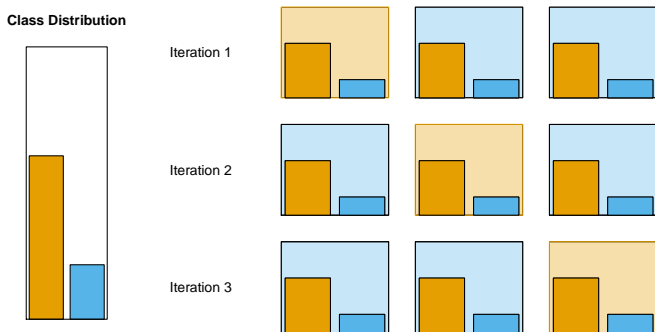 Class Distribution
Iteration 1
Iteration 2
Iteration 3